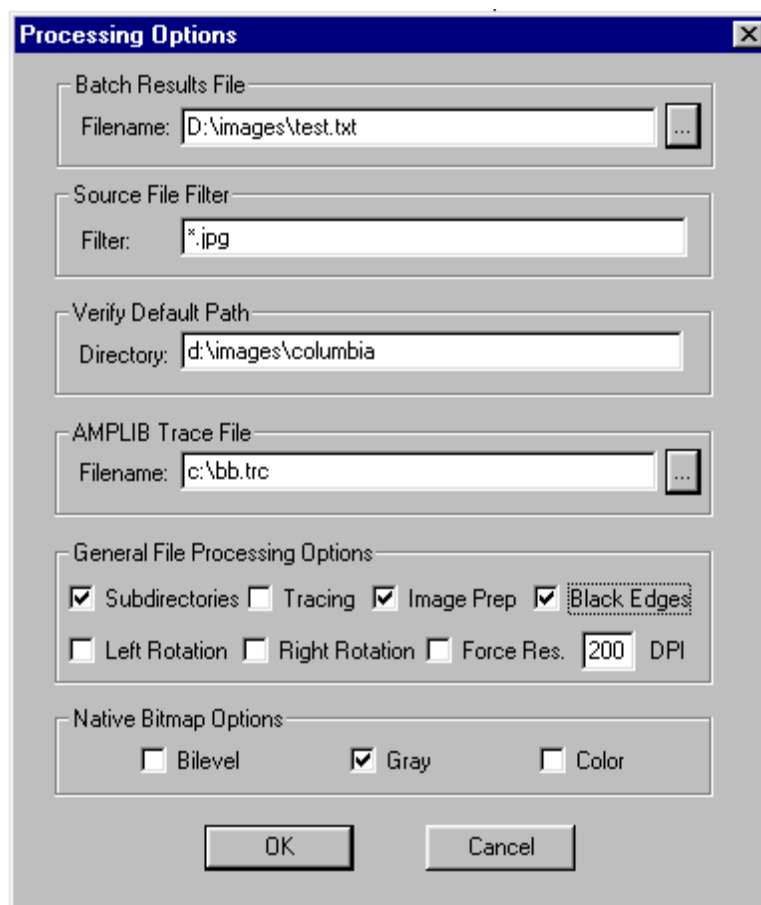 Processing Options
Batch Results File
Filename: D:\images\test.txt ...
Source File Filter
Filter: *.jpg
Verify Default Path
Directory: d:\images\columbia
AMPLIB Trace File
Filename: c:\bb.trc ...
General File Processing Options
Subdirectories Tracing Image Prep Black Edges
Left Rotation Right Rotation Force Res. 200 DPI
Native Bitmap Options
Bilevel Gray Color
OK Cancel